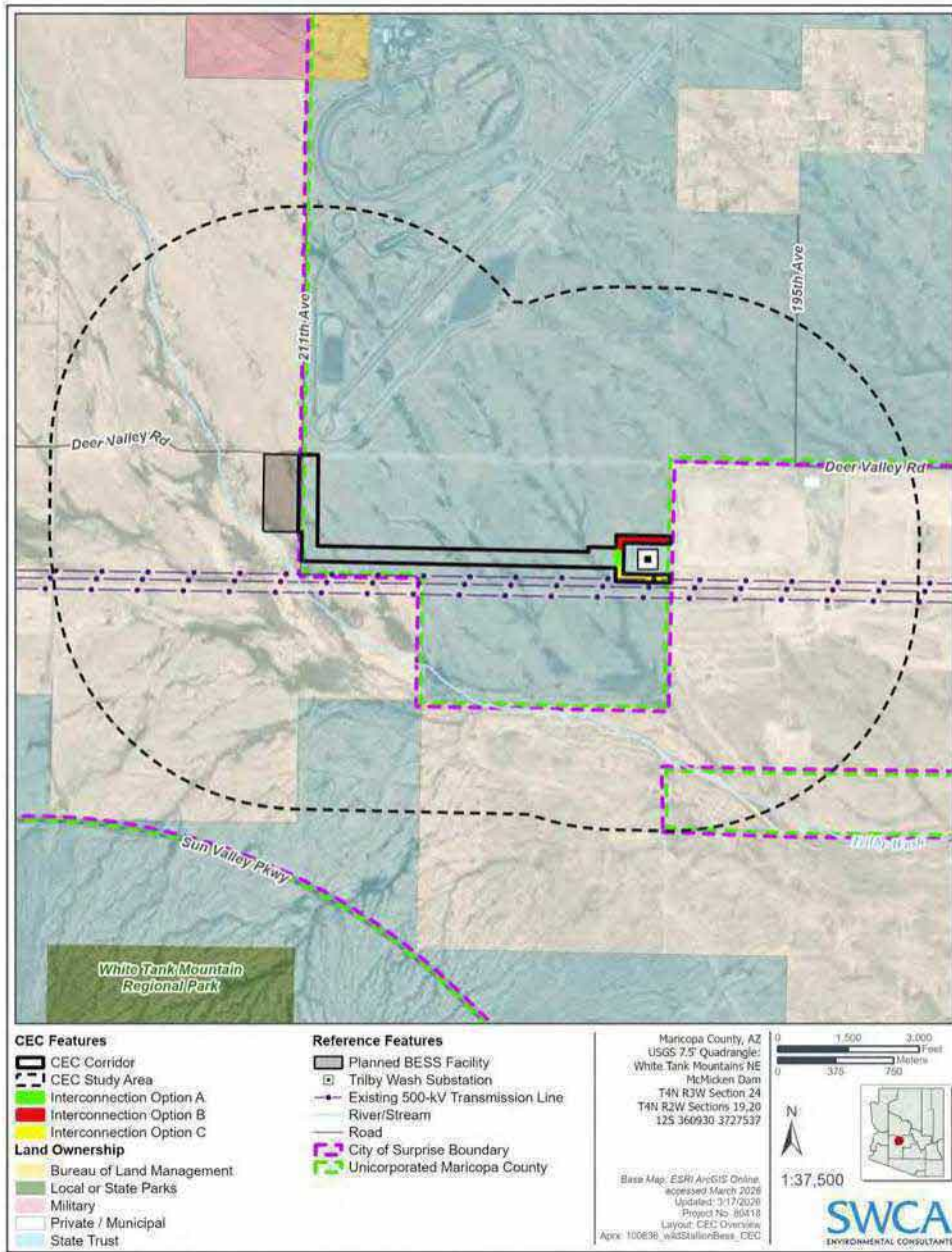 211th Ave
195th Ave
Deer Valley Rd
Deer Valley Rd
Trilby Wash
Sun Valley Pkwy
White Tank Mountain
Regional Park
CEC Features
CEC Corridor
CEC Study Area
Interconnection Option A
Interconnection Option B
Interconnection Option C
Land Ownership
Bureau of Land Management
Local or State Parks
Military
Private / Municipal
State Trust
Reference Features
Planned BESS Facility
Trilby Wash Substation
Existing 500-kV Transmission Line
River/Stream
Road
City of Surprise Boundary
Unicorporated Maricopa County
Maricopa County, AZ
USGS 7.5' Quadrangle:
White Tank Mountains NE
McMicken Dam
T4N R3W Section 24
T4N R2W Sections 19,20
12S 360930 3727537
Base Map: ESRI ArcGIS Online,
accessed March 2026
Updated: 3/17/2026
Project No. 89418
Layout: CEC Overview
0 1,500 3,000
Feet
Meters
0 375 750
N
1:37,500
SWCA
ENVIRONMENTAL CONSULTANTS